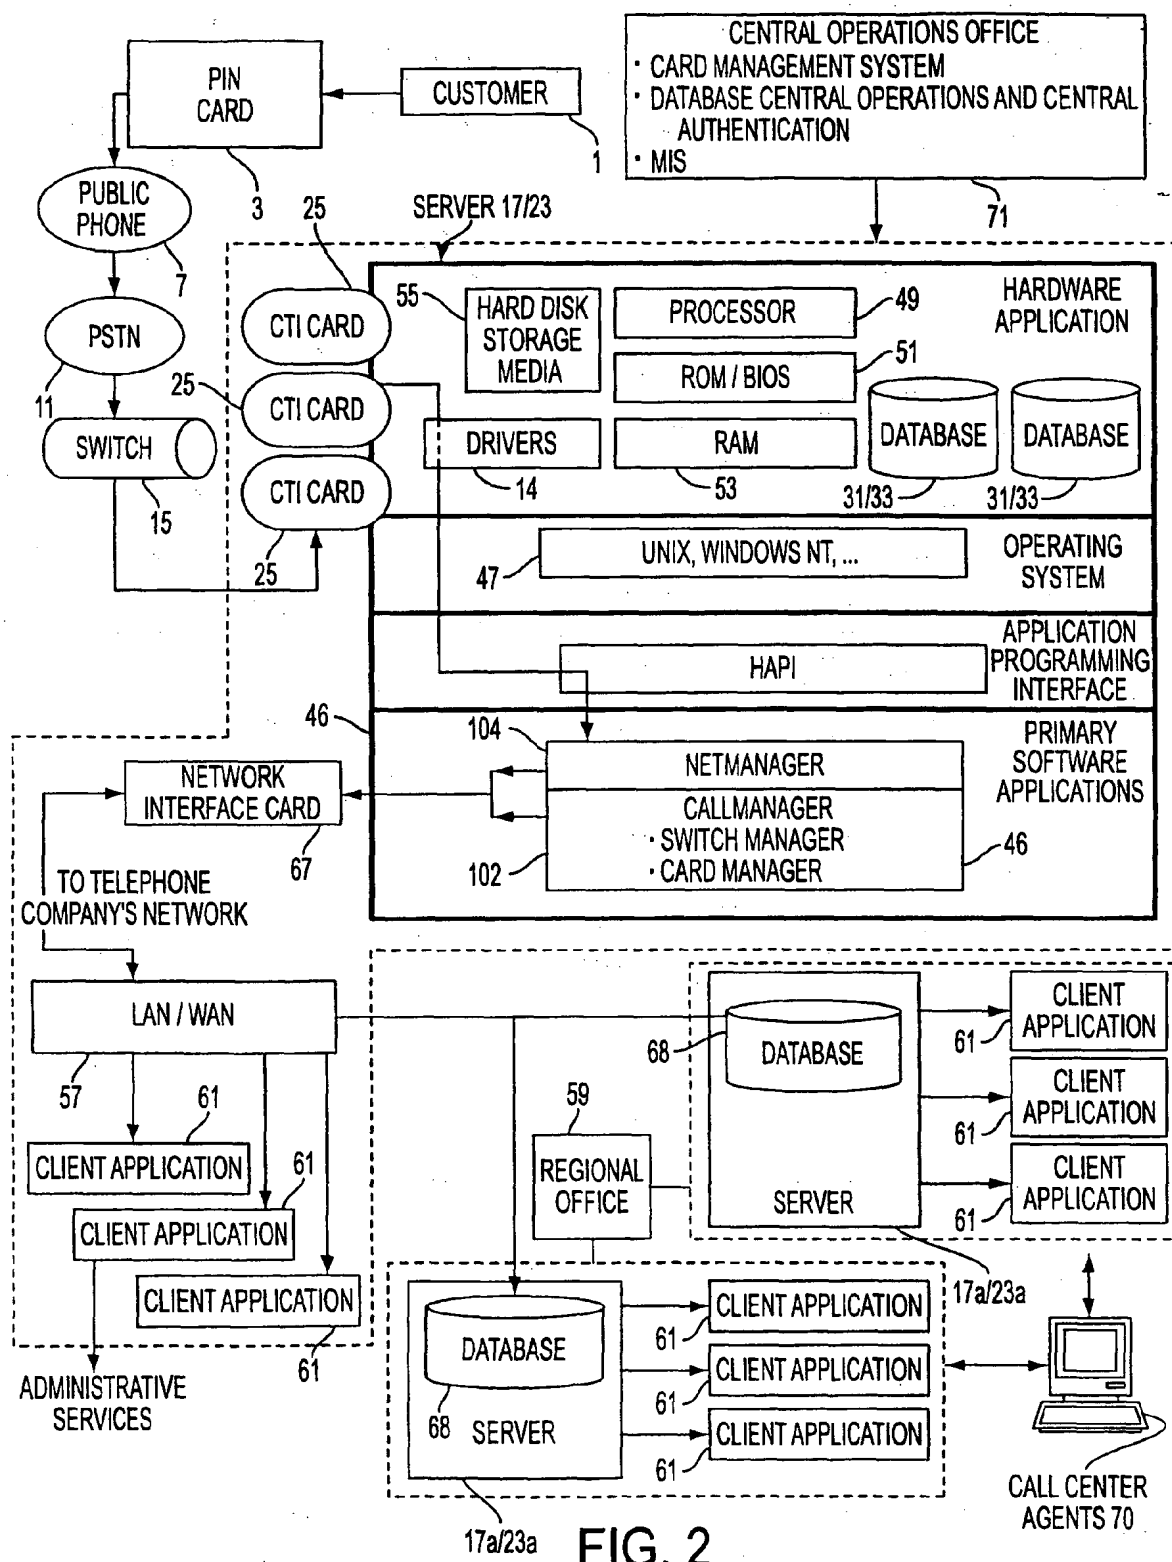 CENTRAL OPERATIONS OFFICE
· CARD MANAGEMENT SYSTEM
· DATABASE CENTRAL OPERATIONS AND CENTRAL
AUTHENTICATION
· MIS
71
PIN
CARD
3
CUSTOMER
1
PUBLIC
PHONE
7
PSTN
11
SWITCH
15
SERVER 17/23
25
CTI CARD
25
CTI CARD
CTI CARD
25
55
HARD DISK
STORAGE
MEDIA
PROCESSOR
49
HARDWARE
APPLICATION
ROM / BIOS
51
DRIVERS
14
RAM
53
DATABASE
31/33
DATABASE
31/33
UNIX, WINDOWS NT, ...
47
OPERATING
SYSTEM
HAPI
APPLICATION
PROGRAMMING
INTERFACE
46
104
NETMANAGER
PRIMARY
SOFTWARE
APPLICATIONS
CALLMANAGER
· SWITCH MANAGER
· CARD MANAGER
102
46
NETWORK
INTERFACE CARD
67
TO TELEPHONE
COMPANY'S NETWORK
LAN / WAN
57
61
CLIENT APPLICATION
61
CLIENT APPLICATION
CLIENT APPLICATION
61
ADMINISTRATIVE
SERVICES
59
REGIONAL
OFFICE
68
DATABASE
SERVER
17a/23a
CLIENT
APPLICATION
61
CLIENT
APPLICATION
61
CLIENT
APPLICATION
61
DATABASE
68
SERVER
17a/23a
CLIENT APPLICATION
61
CLIENT APPLICATION
61
CLIENT APPLICATION
61
CALL CENTER
AGENTS 70
FIG. 2